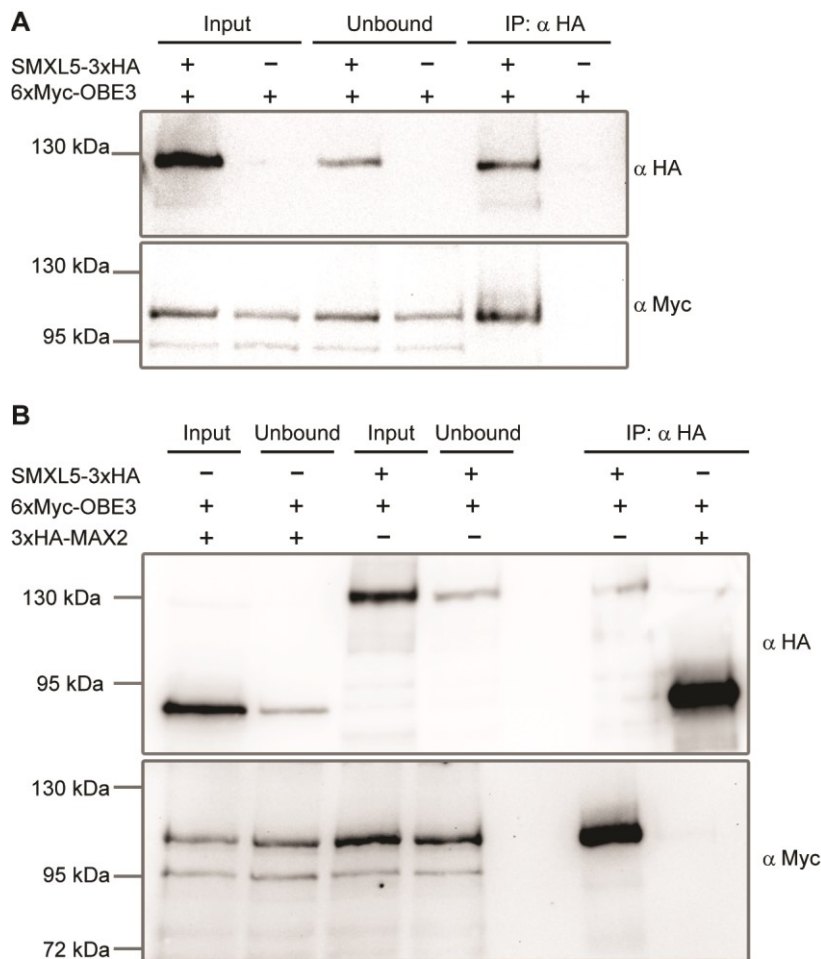 A
Input Unbound IP: α HA
SMXL5-3xHA + − + − + −
6xMyc-OBE3 + + + + + +
130 kDa
α HA
130 kDa
α Myc
95 kDa
B
Input Unbound Input Unbound IP: α HA
SMXL5-3xHA − − + + + −
6xMyc-OBE3 + + + + + +
3xHA-MAX2 + + − − − +
130 kDa
α HA
95 kDa
130 kDa
α Myc
95 kDa
72 kDa